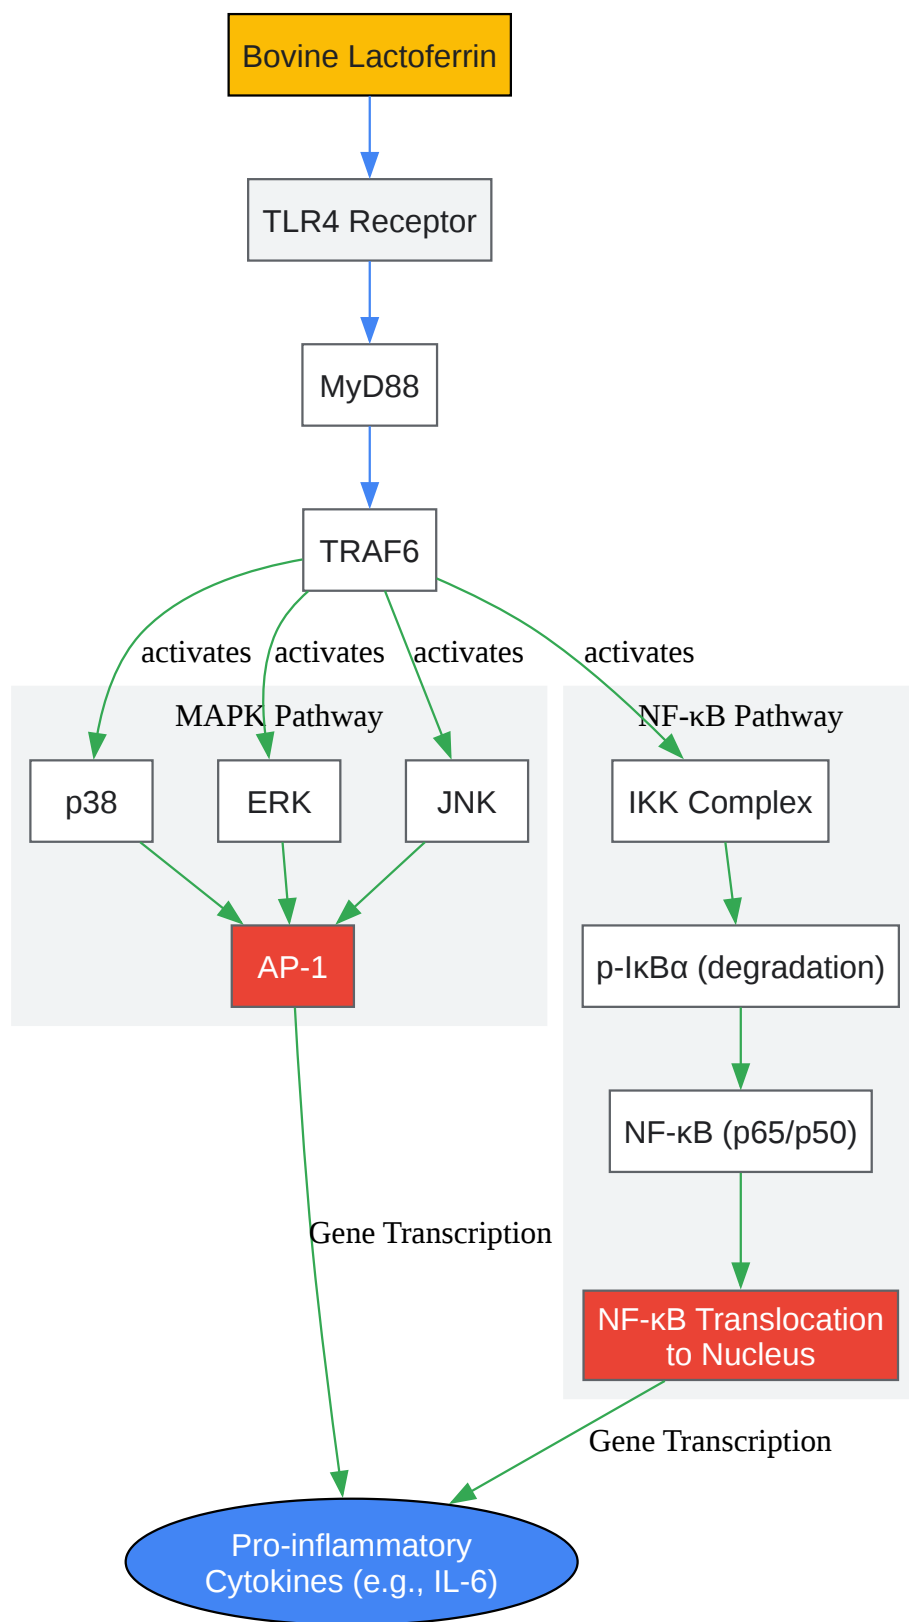 Bovine Lactoferrin
TLR4 Receptor
MyD88
TRAF6
activates
activates
activates
activates
MAPK Pathway
NF-κB Pathway
p38
ERK
JNK
IKK Complex
AP-1
p-IκBα (degradation)
NF-κB (p65/p50)
Gene Transcription
NF-κB Translocation
to Nucleus
Gene Transcription
Pro-inflammatory
Cytokines (e.g., IL-6)